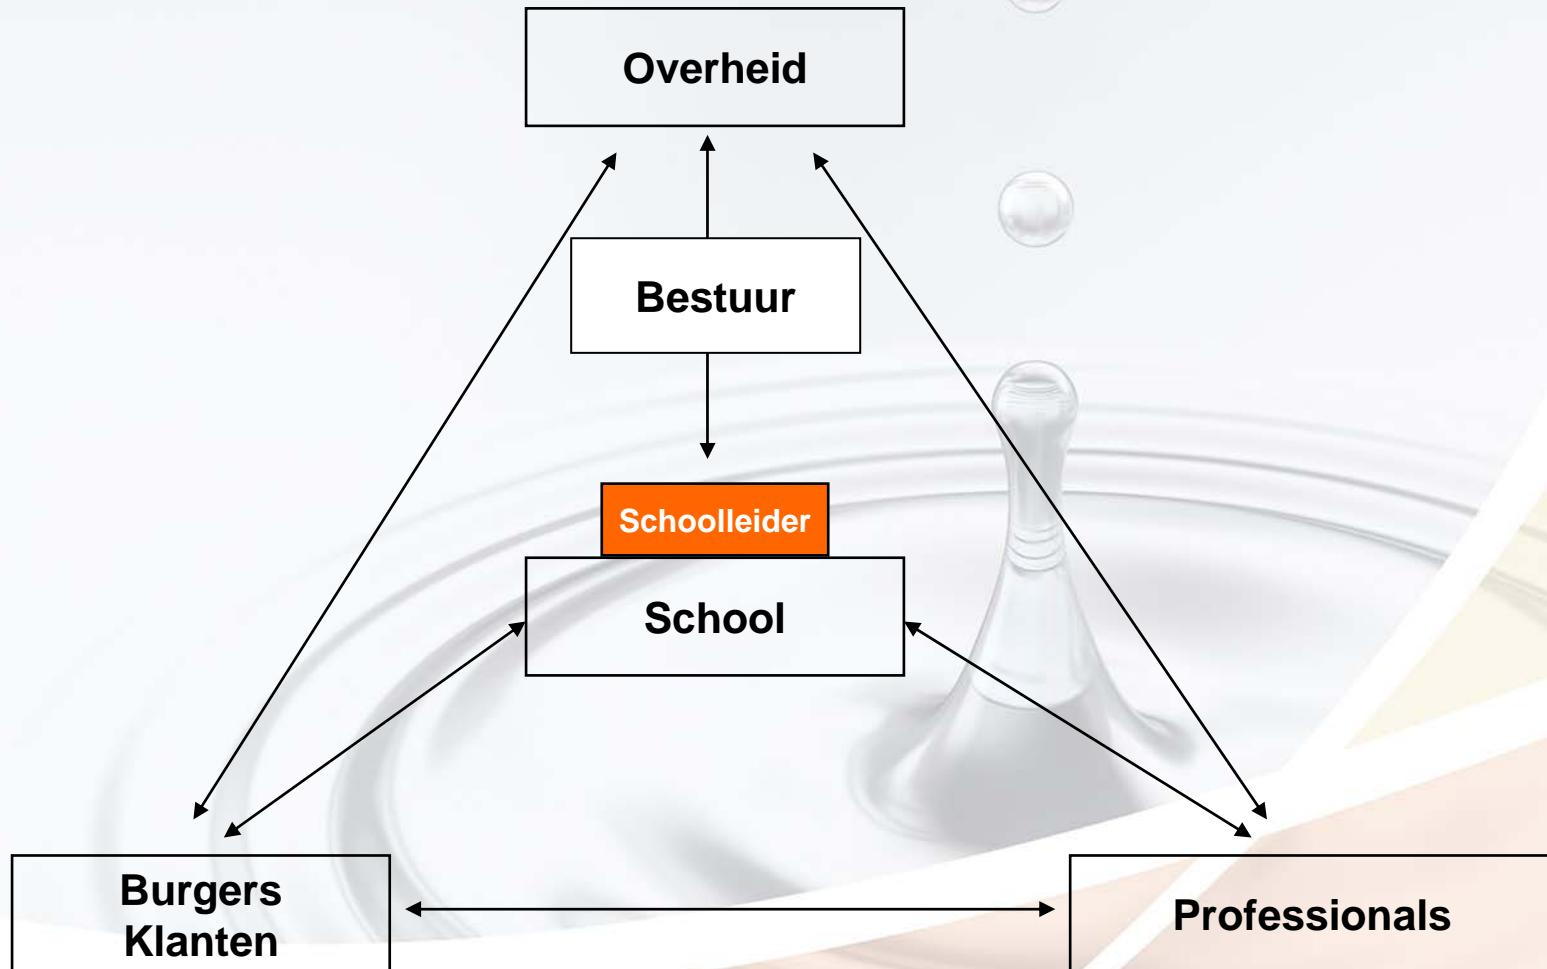 Overheid
Bestuur
Schoolleider
School
Burgers
Klanten
Professionals